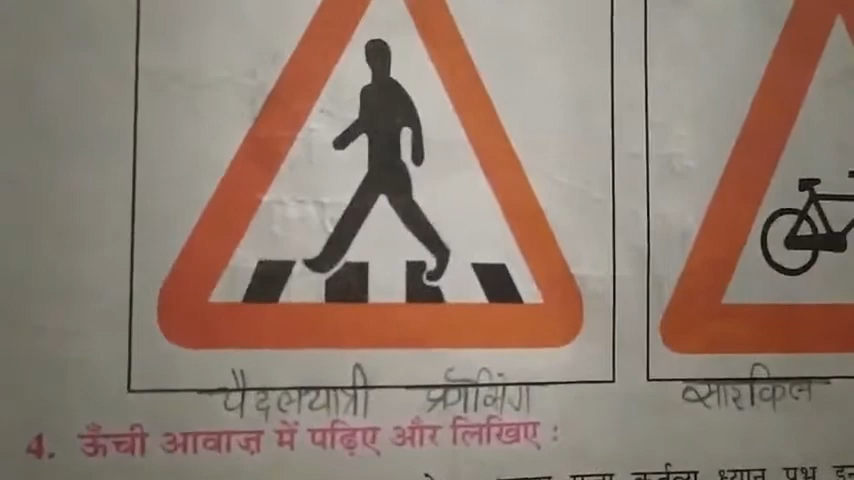 पैदलयात्री क्रॉसिंग
साइकिल
4. ऊँची आवाज़ में पढ़िए और लिखिए :